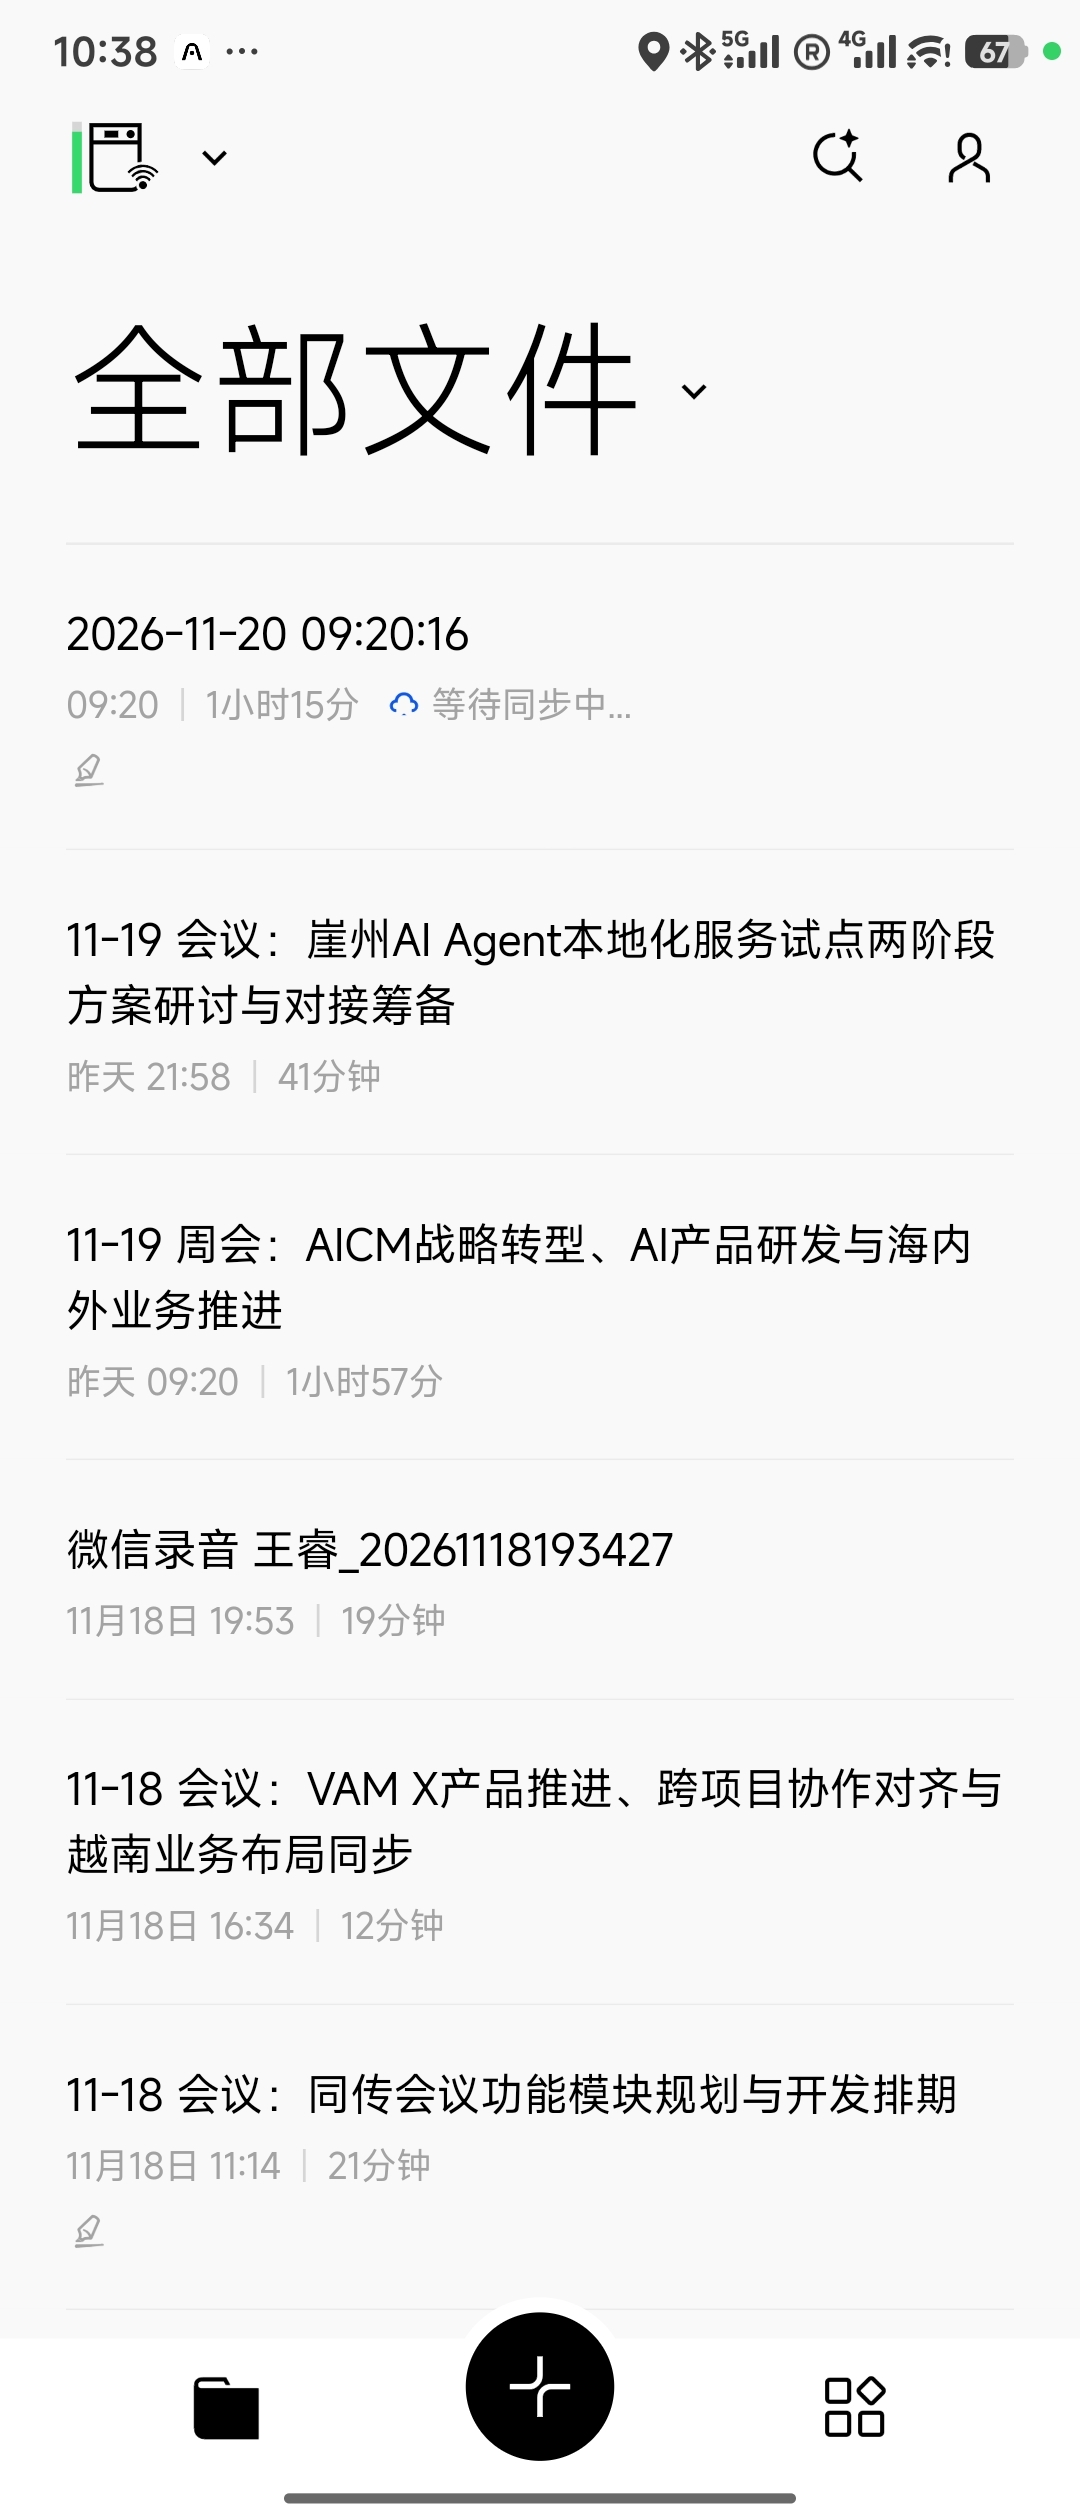 10:38
5G
4G
67
全部文件
2026-11-20 09:20:16
09:20 | 1小时15分 等待同步中...
11-19 会议：崖州AI Agent本地化服务试点两阶段
方案研讨与对接筹备
昨天 21:58 | 41分钟
11-19 周会：AICM战略转型、AI产品研发与海内
外业务推进
昨天 09:20 | 1小时57分
微信录音 王睿_20261118193427
11月18日 19:53 | 19分钟
11-18 会议：VAM X产品推进、跨项目协作对齐与
越南业务布局同步
11月18日 16:34 | 12分钟
11-18 会议：同传会议功能模块规划与开发排期
11月18日 11:14 | 21分钟